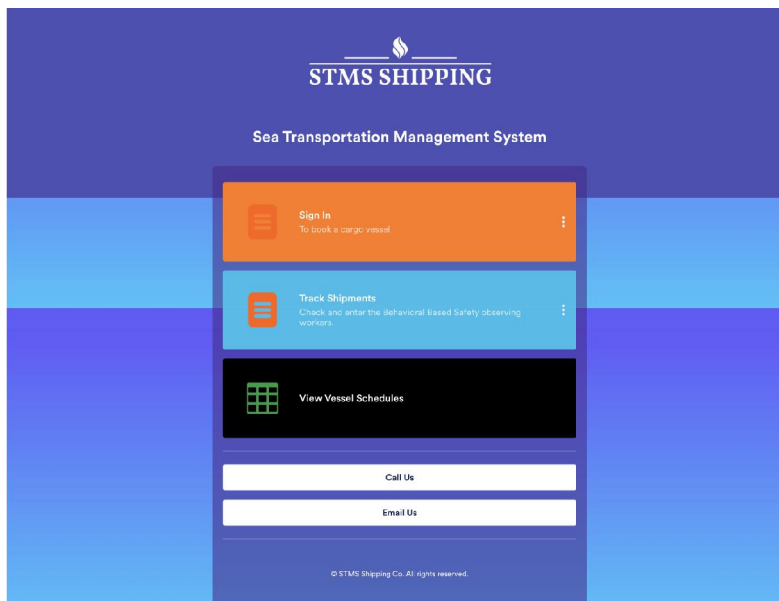 STMS SHIPPING
Sea Transportation Management System
Sign In
To book a cargo vessel
Track Shipments
Check and enter the Behavioral Based Safety observing
workers.
View Vessel Schedules
Call Us
Email Us
© STMS Shipping Co. All rights reserved.